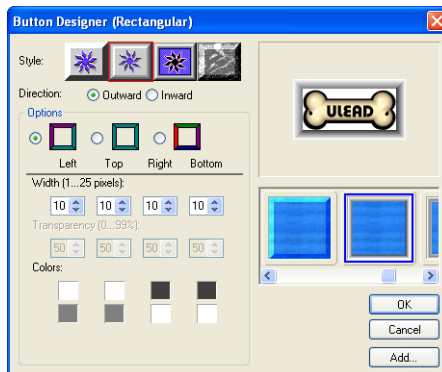 Button Designer (Rectangular)
Style:
Direction: Outward Inward
Options
Left Top Right Bottom
Width (1...25 pixels):
10 10 10 10
Transparency (0...99%):
50 50 50 50
Colors:
ULEAD
OK
Cancel
Add...